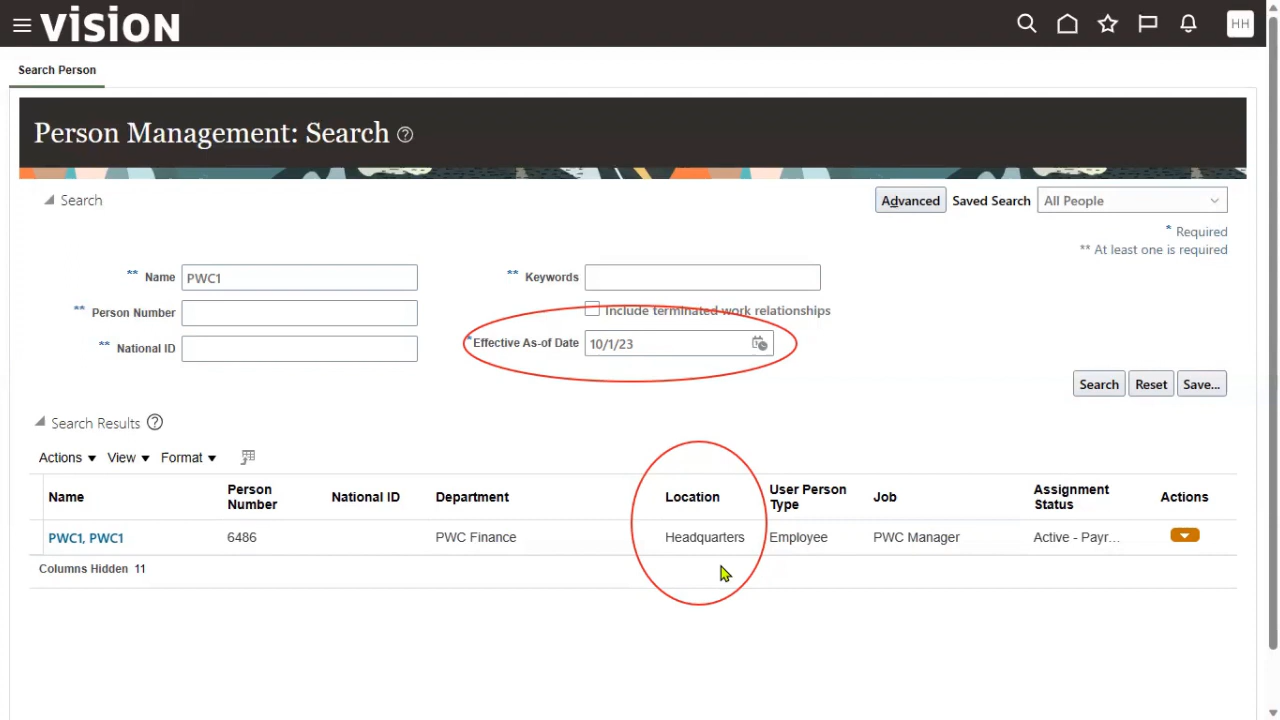 vision
HH
Search Person
Person Management: Search ?
Search
Advanced Saved Search All People
* Required
** At least one is required
** Name PWC1
** Keywords
** Person Number
Include terminated work relationships
* Effective As-of Date 10/1/23
** National ID
Search Reset Save...
Search Results ?
Actions View Format
Name Person Number National ID Department Location User Person Type Job Assignment Status Actions
PWC1, PWC1 6486 PWC Finance Headquarters Employee PWC Manager Active - Payr...
Columns Hidden 11